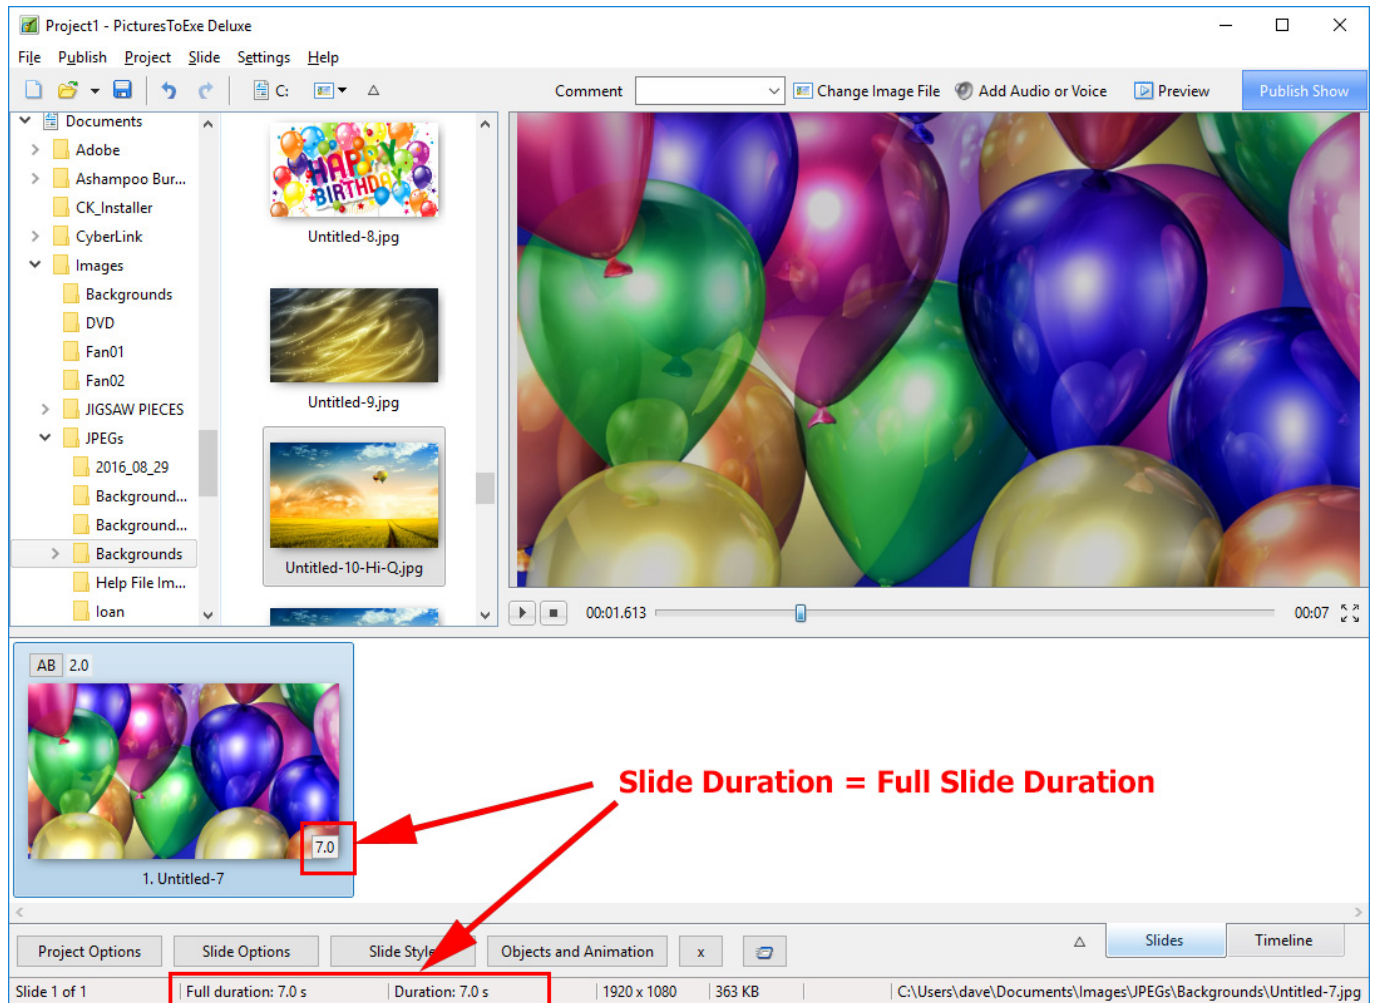 Project1 - PicturesToExe Deluxe
File Publish Project Slide Settings Help
C: Comment Change Image File Add Audio or Voice Preview Publish Show
Documents
Adobe
Ashampoo Bur...
CK_Installer
CyberLink
Images
Backgrounds
DVD
Fan01
Fan02
JIGSAW PIECES
JPEGs
2016_08_29
Background...
Background...
Backgrounds
Help File Im...
loan
HAPPY
BIRTHDAY
Untitled-8.jpg
Untitled-9.jpg
Untitled-10-Hi-Q.jpg
00:01.613 00:07
AB 2.0
7.0
1. Untitled-7
Slide Duration = Full Slide Duration
Project Options Slide Options Slide Style Objects and Animation x Slides Timeline
Slide 1 of 1 Full duration: 7.0 s Duration: 7.0 s 1920 x 1080 363 KB C:\Users\dave\Documents\Images\JPEGs\Backgrounds\Untitled-7.jpg